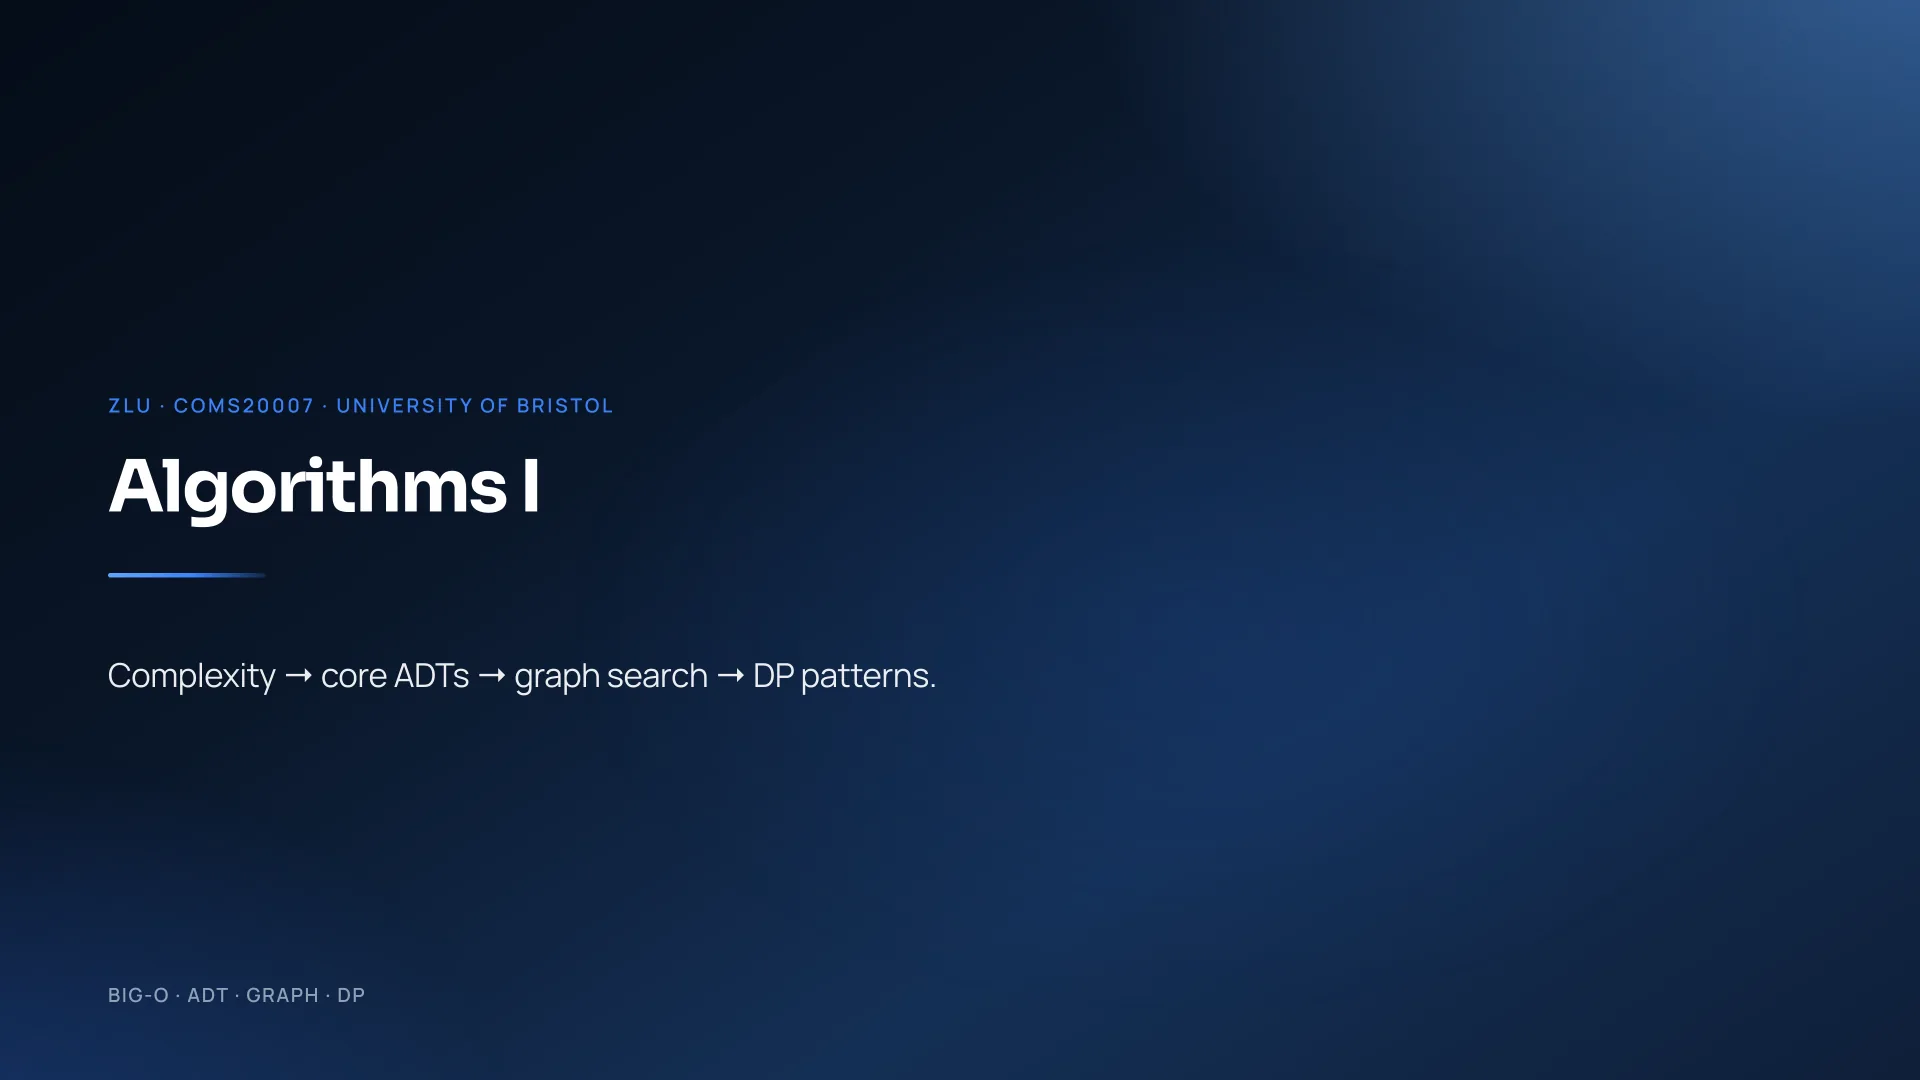 ZLU · COMS20007 · UNIVERSITY OF BRISTOL
Algorithms I
Complexity → core ADTs → graph search → DP patterns.
BIG-O · ADT · GRAPH · DP